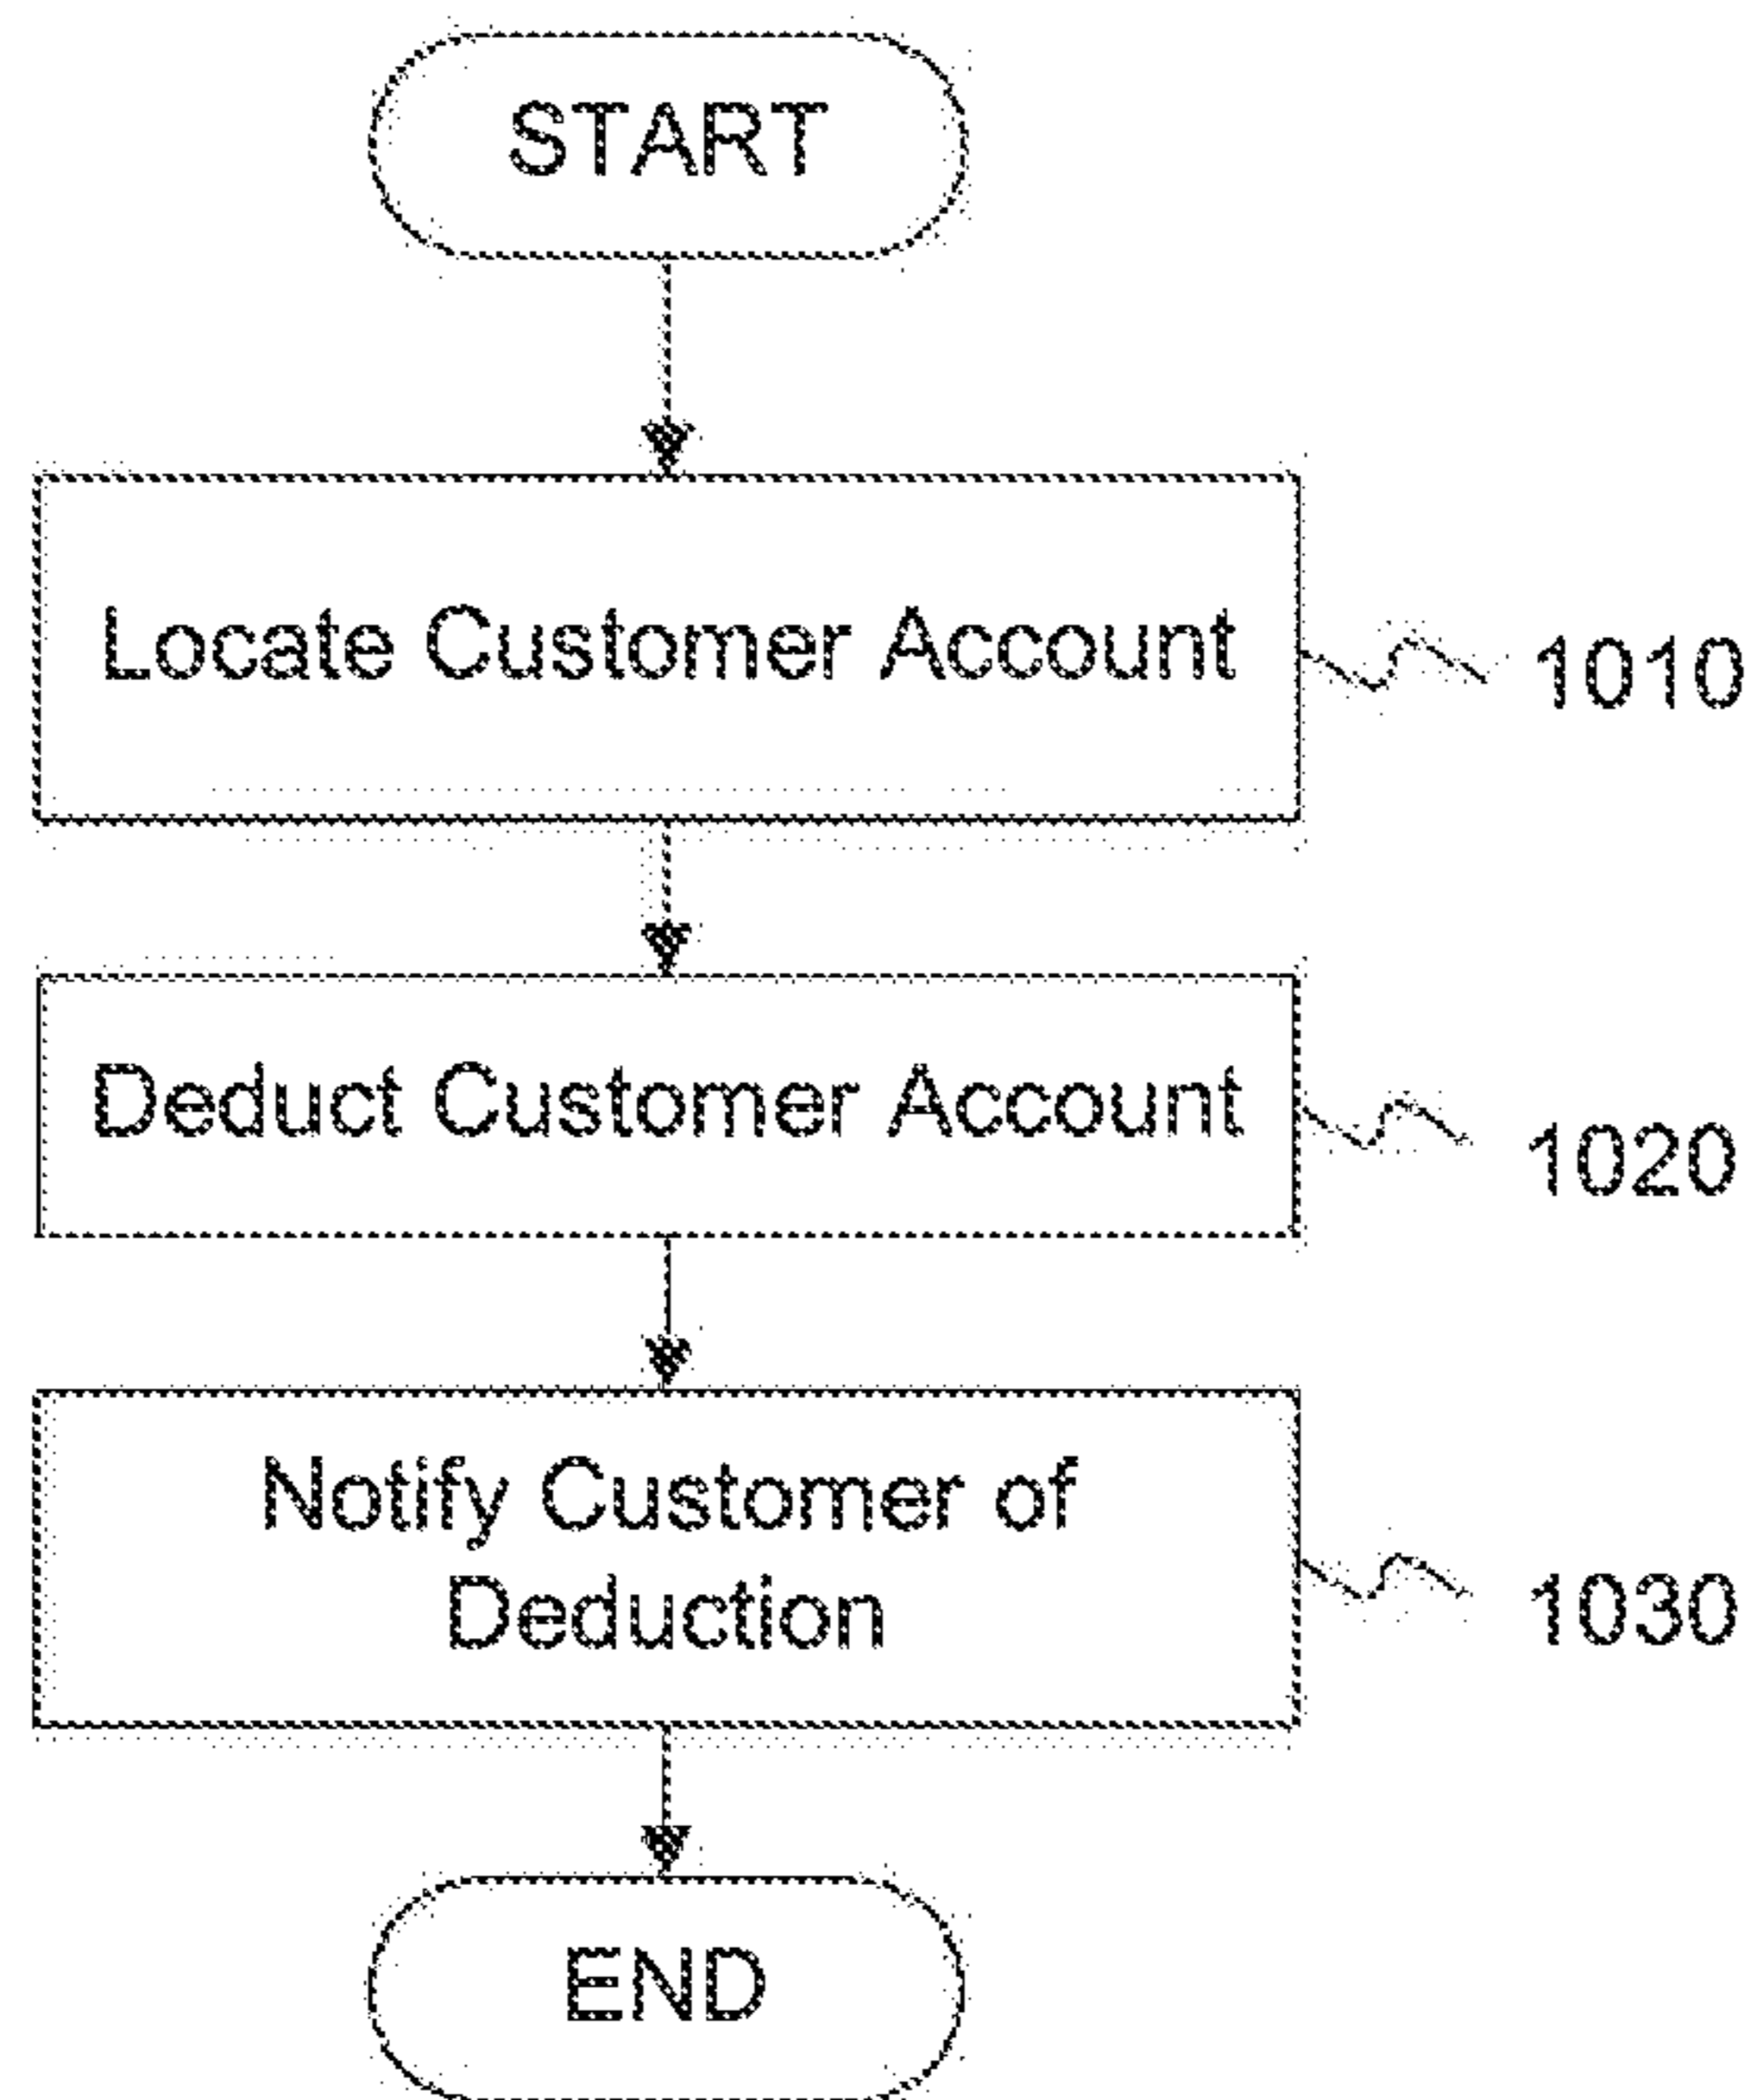 START
Locate Customer Account
1010
Deduct Customer Account
1020
Notify Customer of
Deduction
1030
END